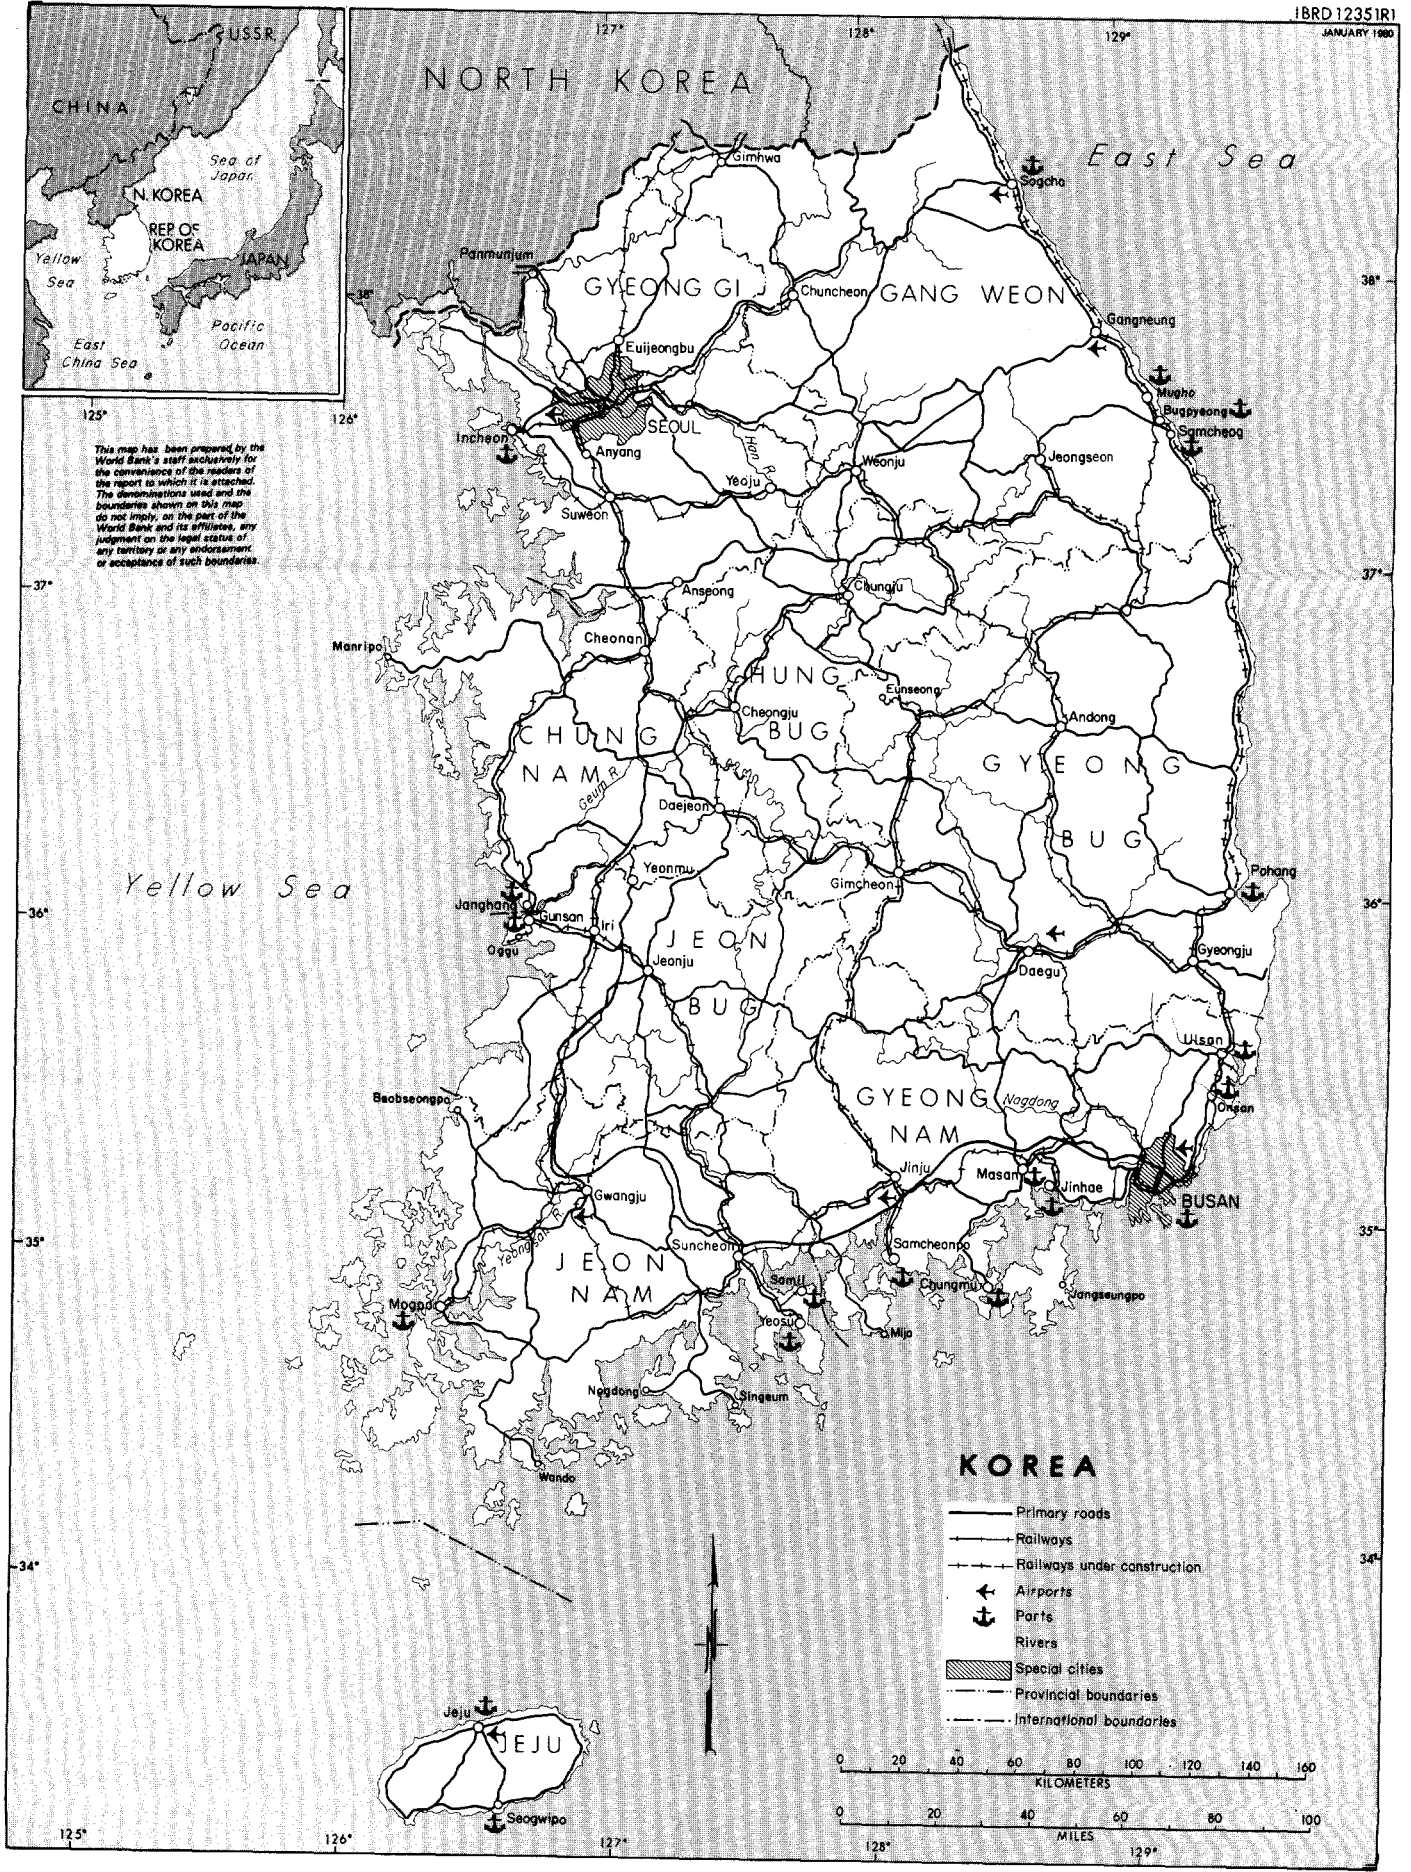 IBRD 12351R1
JANUARY 1980
127°
128°
129°
USSR
CHINA
Sea of
Japan
N. KOREA
REP. OF
KOREA
JAPAN
Yellow
Sea
Pacific
Ocean
East
China Sea
NORTH KOREA
East Sea
Gimhwa
Sogcho
Panmunjum
38°
38°
GYEONG GI
Chuncheon
GANG WEON
Gangneung
Euijeongbu
125°
126°
Mugho
Bugpyeong
Samcheog
Incheon
SEOUL
Anyang
Han R.
Weonju
Jeongseon
Yeoju
Suweon
This map has been prepared by the
World Bank's staff exclusively for
the convenience of the readers of
the report to which it is attached.
The denominations used and the
boundaries shown on this map
do not imply, on the part of the
World Bank and its affiliates, any
judgment on the legal status of
any territory or any endorsement
or acceptance of such boundaries.
37°
37°
Anseong
Chungju
Manripo
Cheonan
CHUNG
BUG
Eunseong
Cheongju
Andong
CHUNG
NAM
Geum R.
GYEONG
BUG
Daejeon
Yeonmu
Gimcheon
Pohang
Yellow Sea
36°
36°
Janghang
Gunsan
Iri
Oggu
JEON
BUG
Jeonju
Daegu
Gyeongju
Ulsan
Onsan
Beobseongpo
GYEONG
NAM
Nagdong
Jinju
Masan
Jinhae
BUSAN
Gwangju
Yeongsan R.
35°
35°
JEON
NAM
Suncheon
Samcheonpo
Samil
Chungmu
Jangseungpo
Mogpo
Yeosu
Mijo
Nogdong
Singeum
Wando
KOREA
Primary roads
Railways
Railways under construction
Airports
Ports
Rivers
Special cities
Provincial boundaries
International boundaries
34°
34°
Jeju
JEJU
Seogwipo
0 20 40 60 80 100 120 140 160
KILOMETERS
0 20 40 60 80 100
MILES
125°
126°
127°
128°
129°